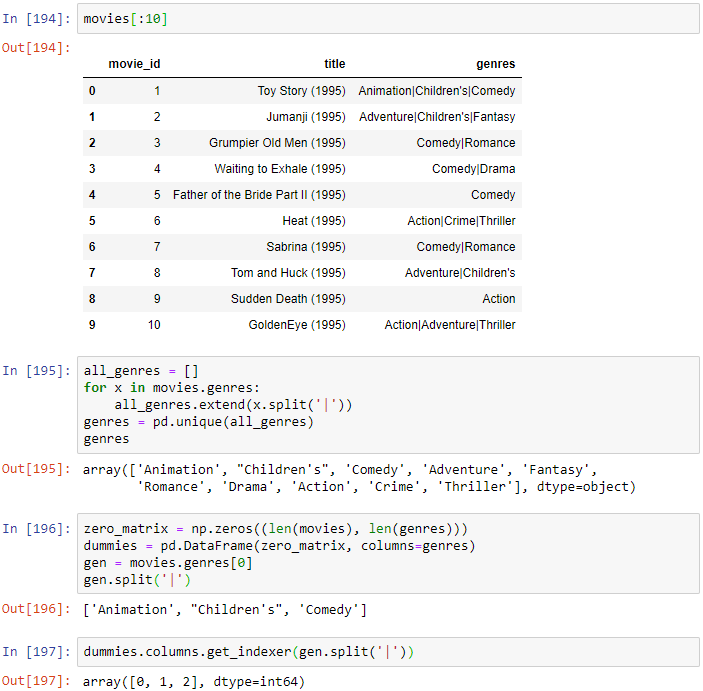 In [194]: movies[:10]
Out[194]:
movie_id title genres
0 1 Toy Story (1995) Animation|Children's|Comedy
1 2 Jumanji (1995) Adventure|Children's|Fantasy
2 3 Grumpier Old Men (1995) Comedy|Romance
3 4 Waiting to Exhale (1995) Comedy|Drama
4 5 Father of the Bride Part II (1995) Comedy
5 6 Heat (1995) Action|Crime|Thriller
6 7 Sabrina (1995) Comedy|Romance
7 8 Tom and Huck (1995) Adventure|Children's
8 9 Sudden Death (1995) Action
9 10 GoldenEye (1995) Action|Adventure|Thriller
In [195]: all_genres = []
for x in movies.genres:
    all_genres.extend(x.split('|'))
genres = pd.unique(all_genres)
genres
Out[195]: array(['Animation', "Children's", 'Comedy', 'Adventure', 'Fantasy',
       'Romance', 'Drama', 'Action', 'Crime', 'Thriller'], dtype=object)
In [196]: zero_matrix = np.zeros((len(movies), len(genres)))
dummies = pd.DataFrame(zero_matrix, columns=genres)
gen = movies.genres[0]
gen.split('|')
Out[196]: ['Animation', "Children's", 'Comedy']
In [197]: dummies.columns.get_indexer(gen.split('|'))
Out[197]: array([0, 1, 2], dtype=int64)